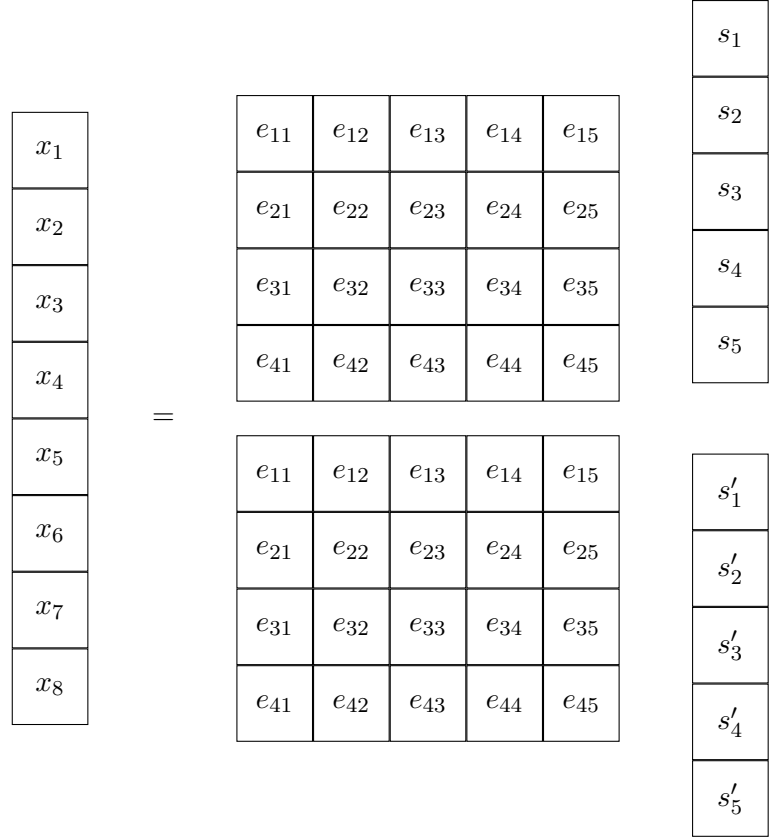 x₁
x₂
x₃
x₄
x₅
x₆
x₇
x₈
=
e₁₁ e₁₂ e₁₃ e₁₄ e₁₅
e₂₁ e₂₂ e₂₃ e₂₄ e₂₅
e₃₁ e₃₂ e₃₃ e₃₄ e₃₅
e₄₁ e₄₂ e₄₃ e₄₄ e₄₅
s₁
s₂
s₃
s₄
s₅
e₁₁ e₁₂ e₁₃ e₁₄ e₁₅
e₂₁ e₂₂ e₂₃ e₂₄ e₂₅
e₃₁ e₃₂ e₃₃ e₃₄ e₃₅
e₄₁ e₄₂ e₄₃ e₄₄ e₄₅
s′₁
s′₂
s′₃
s′₄
s′₅